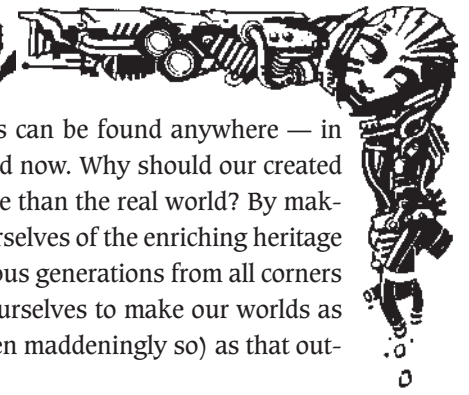 s can be found anywhere — in
d now. Why should our created
e than the real world? By mak-
rselves of the enriching heritage
ous generations from all corners
urselves to make our worlds as
en maddeningly so) as that out-